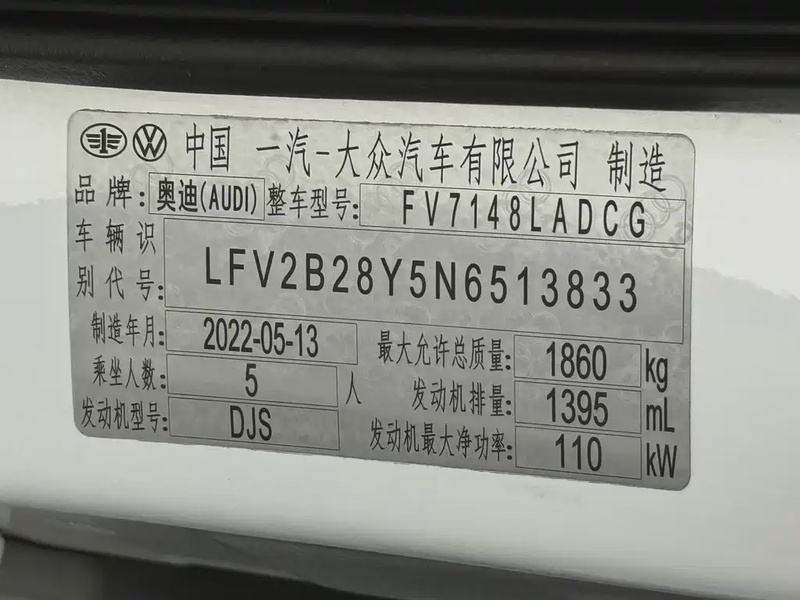 中国 一汽-大众汽车有限公司 制造
品牌: 奥迪(AUDI) 整车型号: FV7148LADCG
车辆识别代号: LFV2B28Y5N6513833
制造年月: 2022-05-13 最大允许总质量: 1860 kg
乘坐人数: 5 人 发动机排量: 1395 mL
发动机型号: DJS 发动机最大净功率: 110 kW